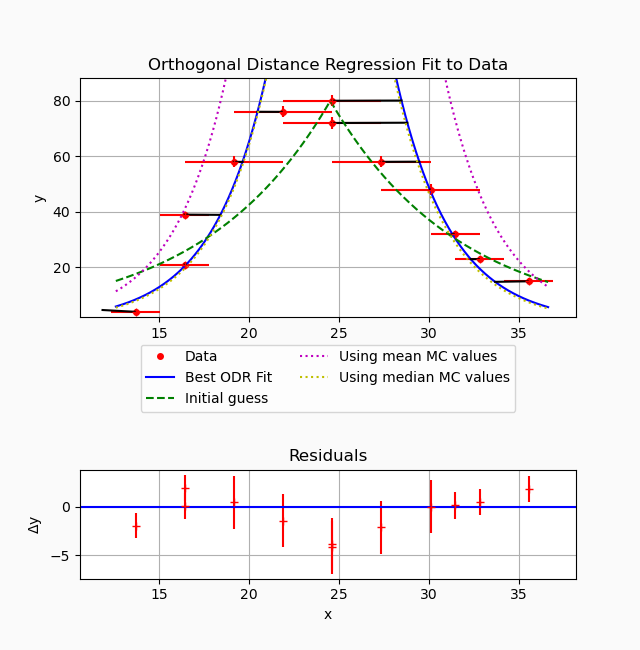 Orthogonal Distance Regression Fit to Data
80
60
40
20
y
15 20 25 30 35
Data
Best ODR Fit
Initial guess
Using mean MC values
Using median MC values
Residuals
0
−5
Δy
15 20 25 30 35
x